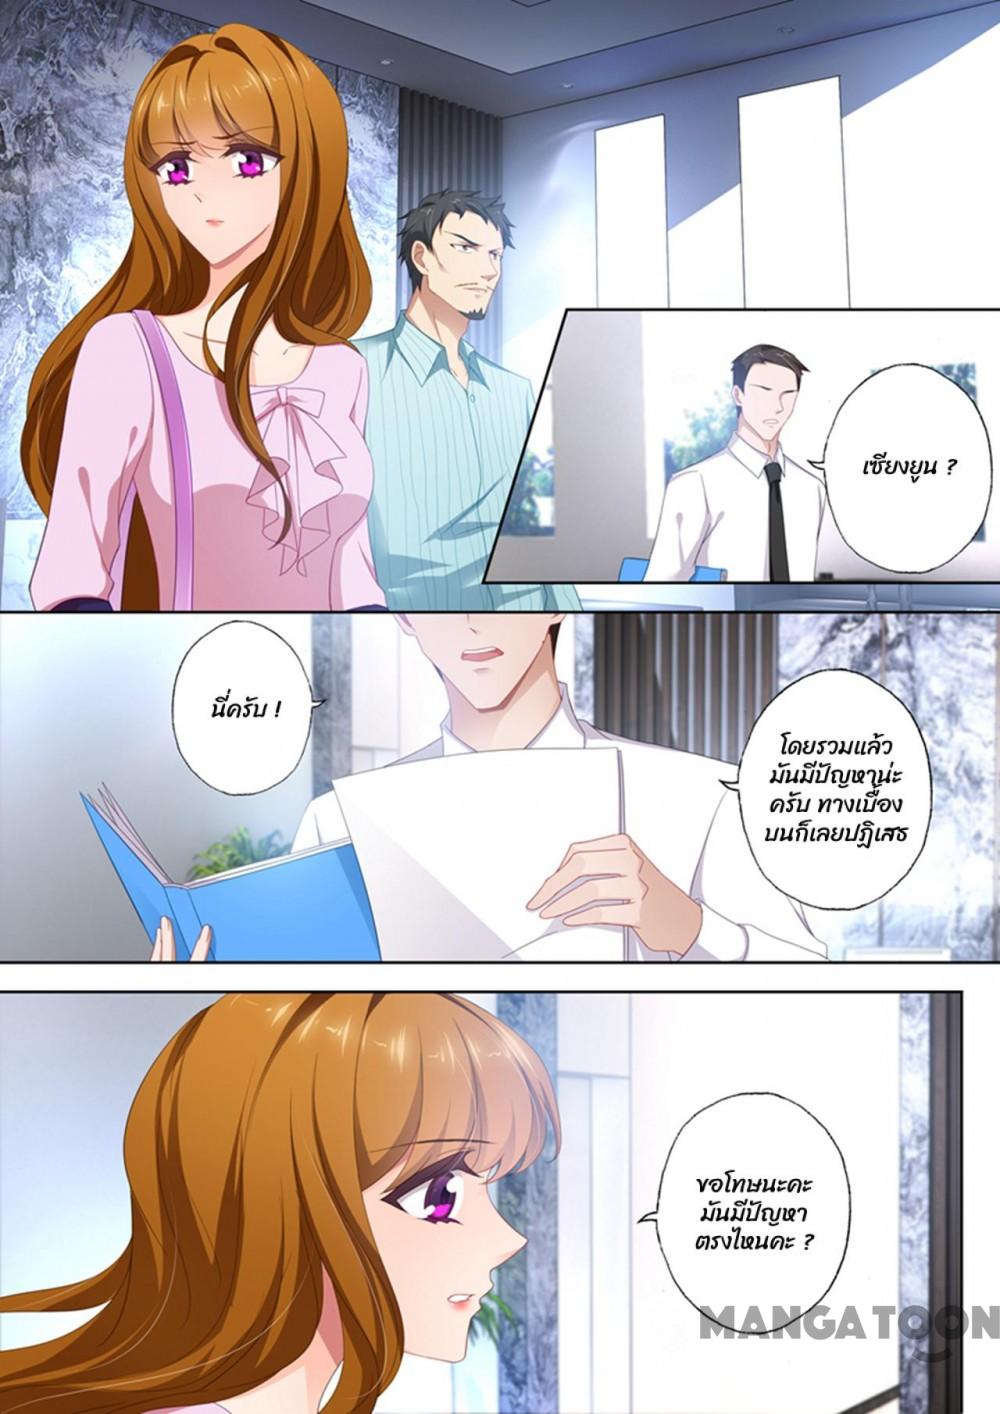 เซียงยูน ?
นี่ครับ !
โดยรวมแล้ว
มันมีปัญหาน่ะ
ครับ ทางเบื้อง
บนก็เลยปฏิเสธ
ขอโทษนะคะ
มันมีปัญหา
ตรงไหนคะ ?
MANGATOON